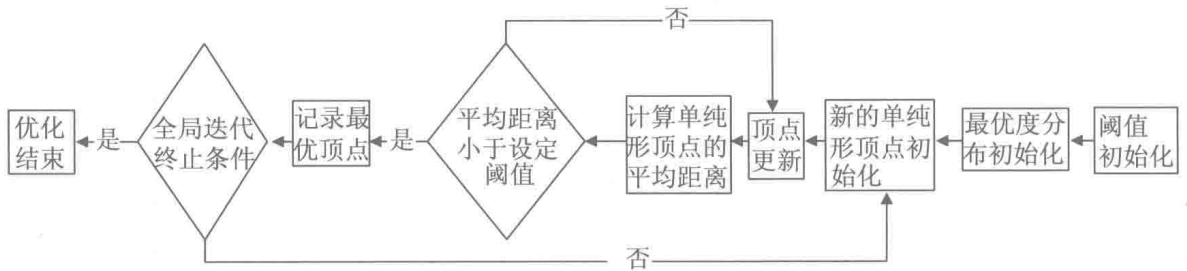 否
优化
结束
是
全局迭代
终止条件
记录最
优顶点
是
平均距离
小于设定
阈值
计算单纯
形顶点的
平均距离
顶点
更新
新的单纯
形顶点初
始化
最优度分
布初始化
阈值
初始化
否